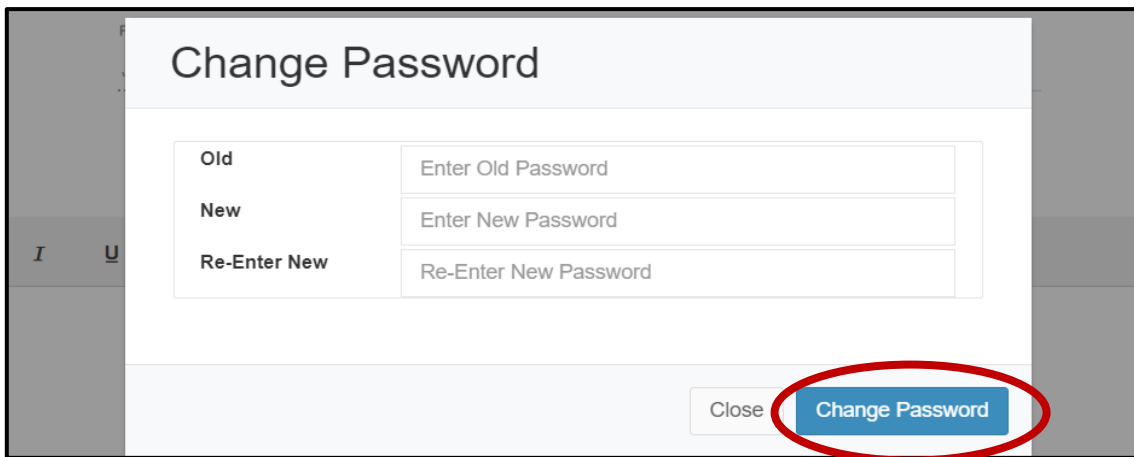 Change Password
Old
Enter Old Password
New
Enter New Password
Re-Enter New
Re-Enter New Password
I
U
Close
Change Password